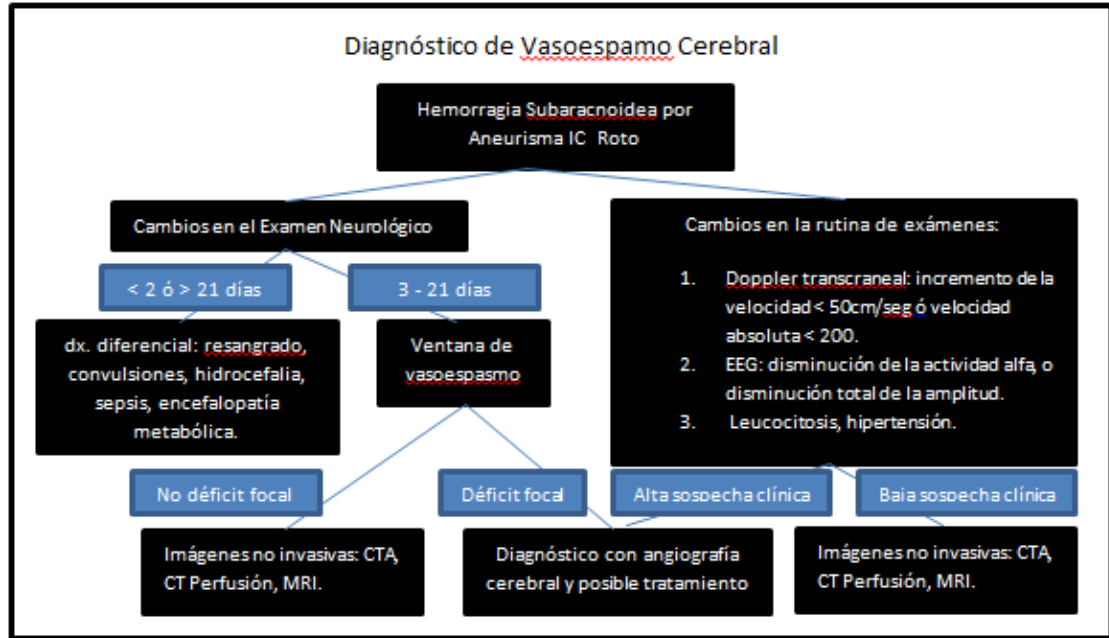 Diagnóstico de Vasoespamo Cerebral
Hemorragia Subaracnoidea por
Aneurisma IC Roto
Cambios en el Examen Neurológico
< 2 ó > 21 días
3 - 21 días
dx. diferencial: resangrado,
convulsiones, hidrocefalia,
sepsis, encefalopatía
metabólica.
Ventana de
vasoespasmo
Cambios en la rutina de exámenes:
1. Doppler transcraneal: incremento de la
velocidad < 50cm/seg ó velocidad
absoluta < 200.
2. EEG: disminución de la actividad alfa, o
disminución total de la amplitud.
3. Leucocitosis, hipertensión.
No déficit focal
Déficit focal
Alta sospecha clínica
Baja sospecha clínica
Imágenes no invasivas: CTA,
CT Perfusión, MRI.
Diagnóstico con angiografía
cerebral y posible tratamiento
Imágenes no invasivas: CTA,
CT Perfusión, MRI.